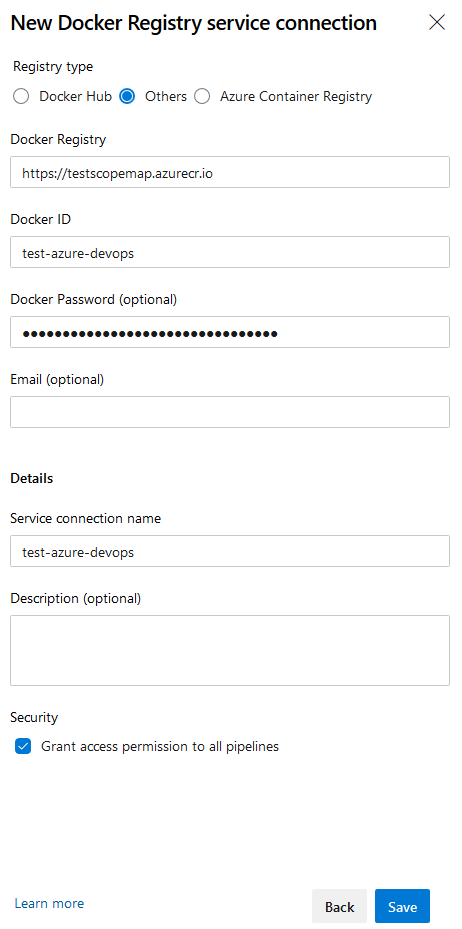 New Docker Registry service connection
Registry type
Docker Hub Others Azure Container Registry
Docker Registry
https://testscopemap.azurecr.io
Docker ID
test-azure-devops
Docker Password (optional)
●●●●●●●●●●●●●●●●●●●●●●●●●●●●●●●●
Email (optional)
Details
Service connection name
test-azure-devops
Description (optional)
Security
Grant access permission to all pipelines
Learn more Back Save